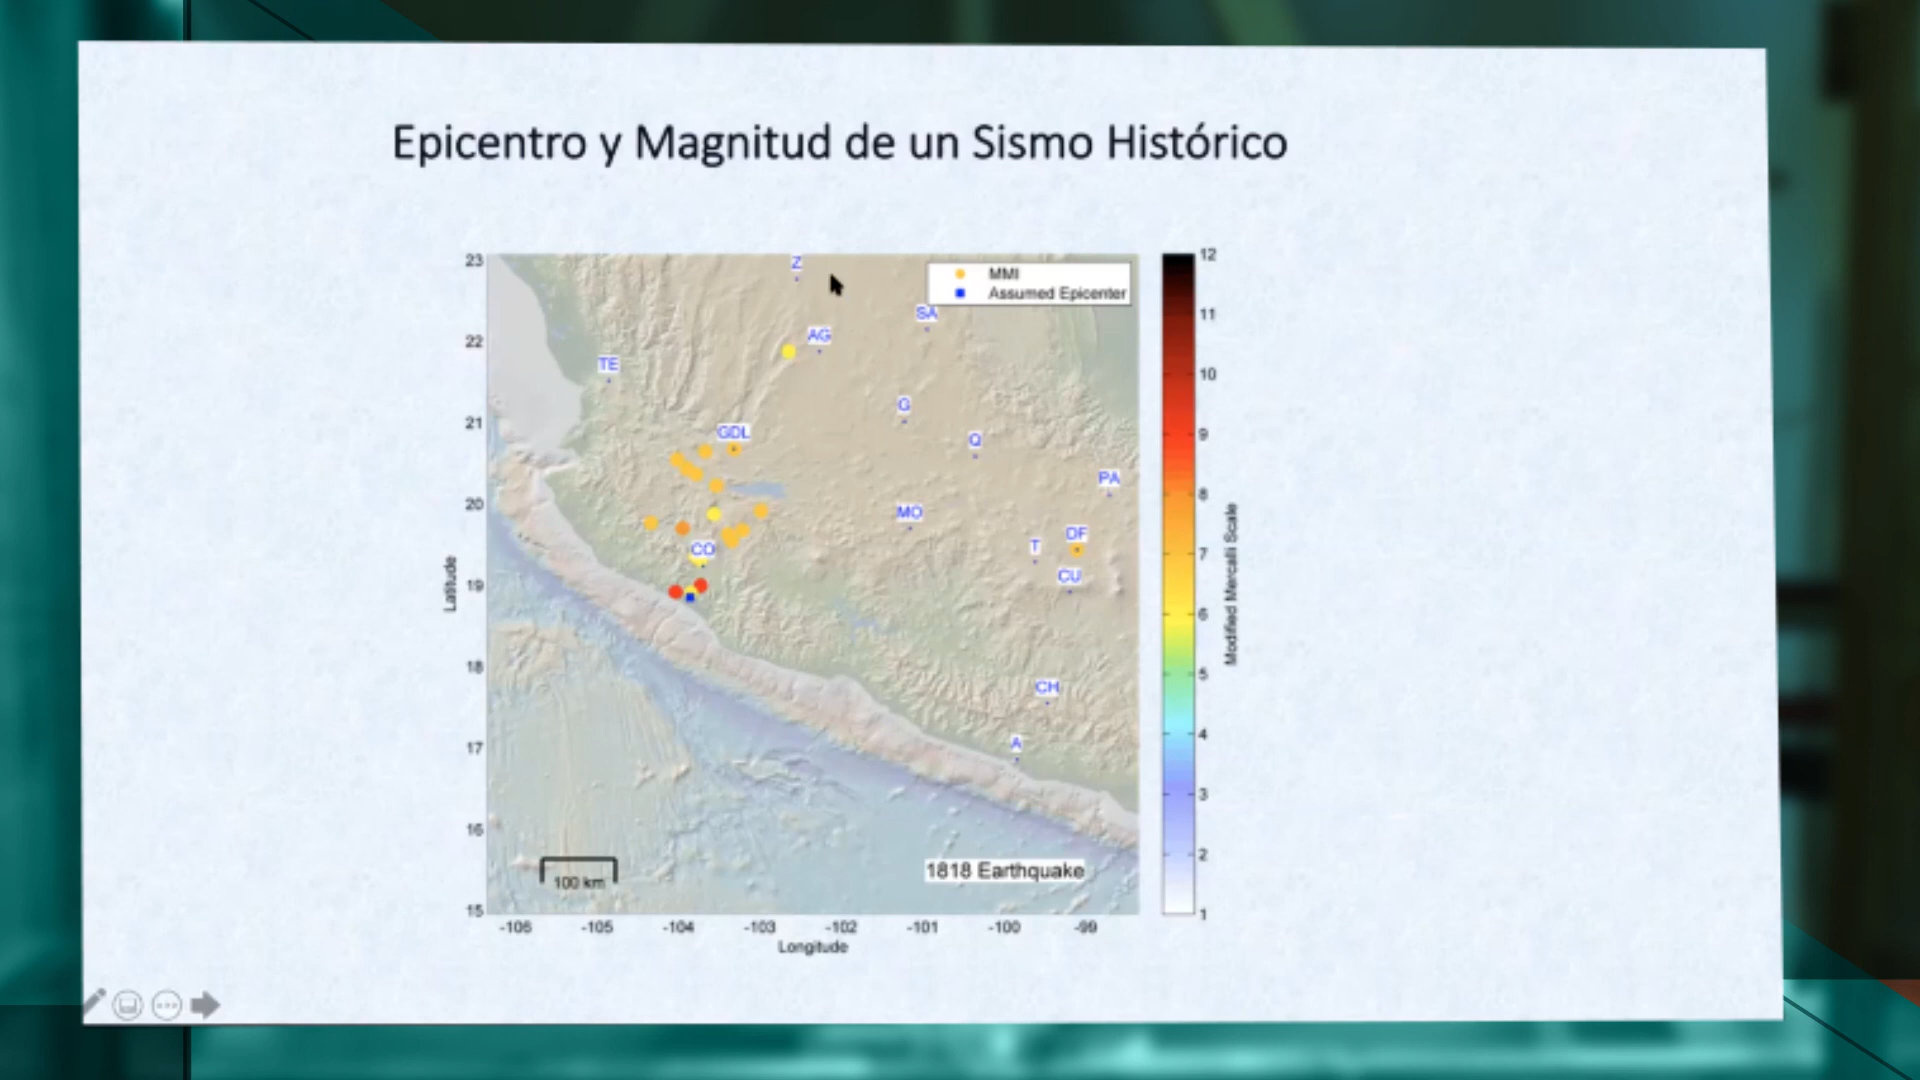 Epicentro y Magnitud de un Sismo Histórico
MMI
Assumed Epicenter
Z
SA
AG
TE
G
GDL
Q
PA
MO
DF
T
CO
CU
CH
A
1818 Earthquake
100 km
23
22
21
20
19
18
17
16
15
Latitude
-106
-105
-104
-103
-102
-101
-100
-99
Longitude
12
11
10
9
8
7
6
5
4
3
2
1
Modified Mercalli Scale